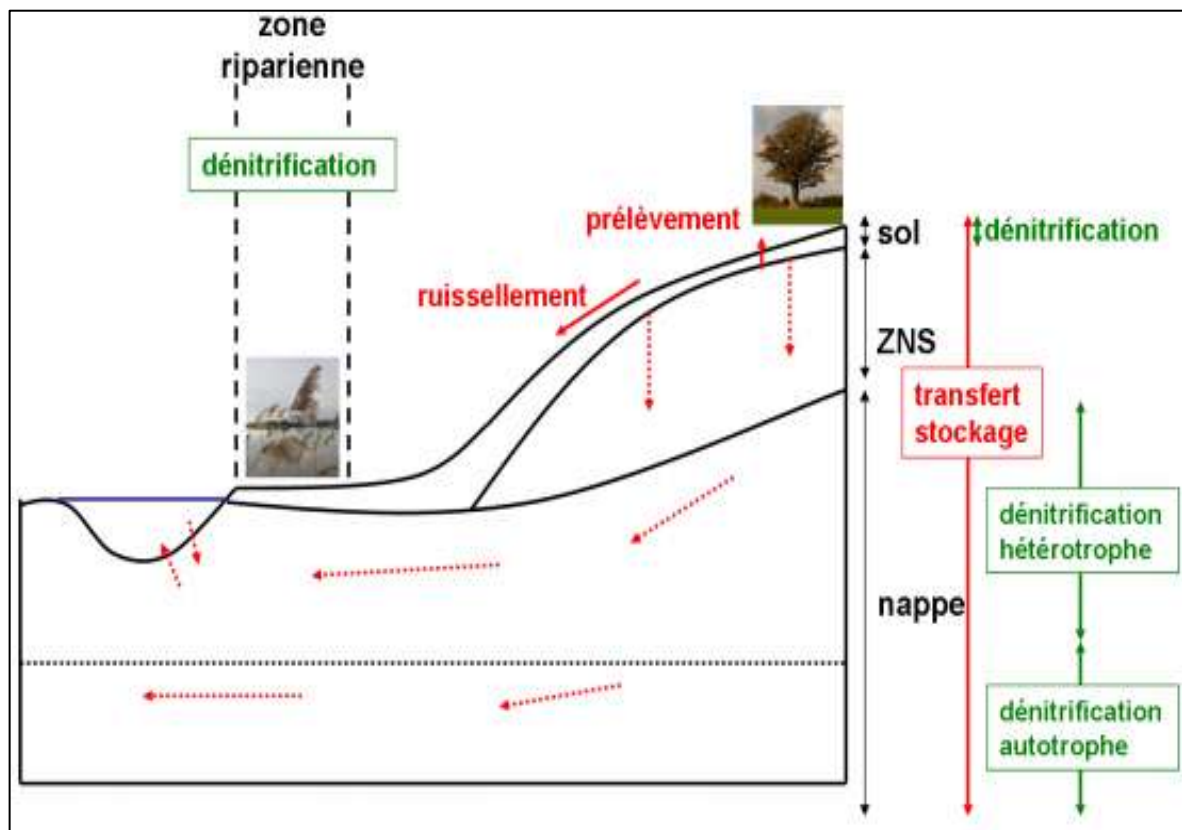 zone
riparienne
dénitrification
prélèvement
sol
dénitrification
ruissellement
ZNS
transfert
stockage
dénitrification
hétérotrophe
nappe
dénitrification
autotrophe